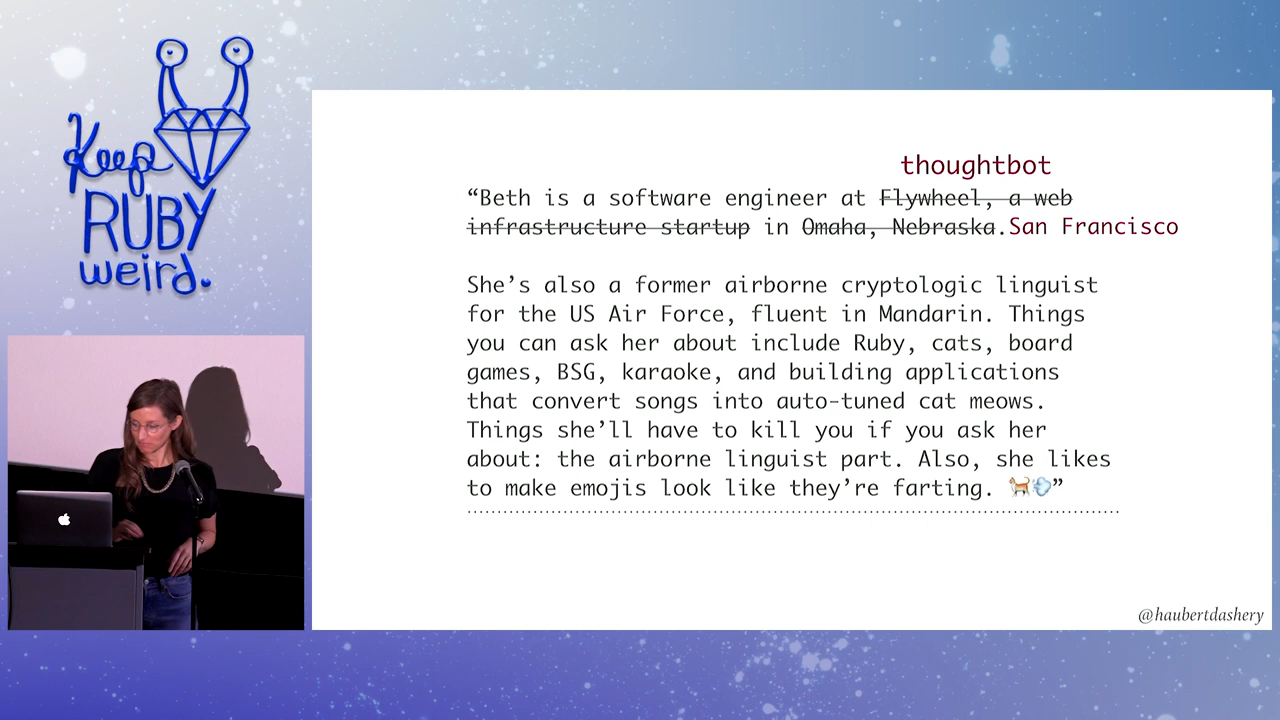 Keep
RUBY
weird.
thoughtbot
“Beth is a software engineer at Flywheel, a web
infrastructure startup in Omaha, Nebraska.San Francisco
She’s also a former airborne cryptologic linguist
for the US Air Force, fluent in Mandarin. Things
you can ask her about include Ruby, cats, board
games, BSG, karaoke, and building applications
that convert songs into auto-tuned cat meows.
Things she’ll have to kill you if you ask her
about: the airborne linguist part. Also, she likes
to make emojis look like they’re farting. 🐈💨”
@haubertdashery